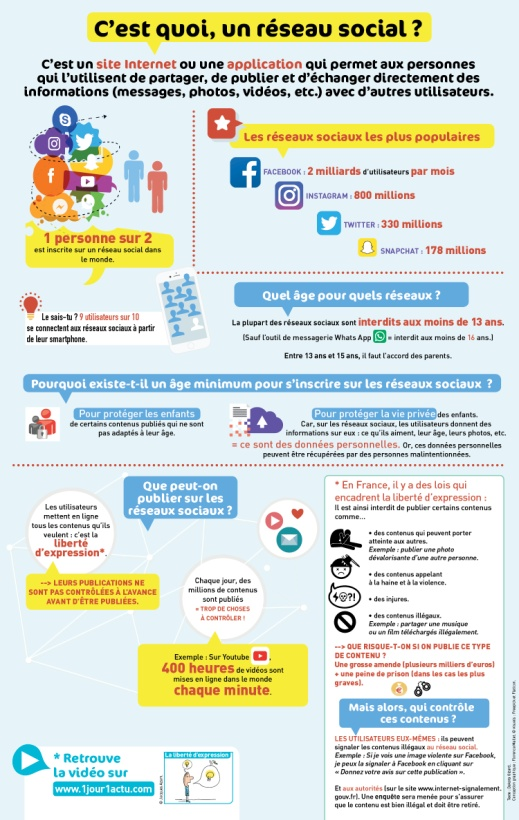 C'est quoi, un réseau social ?
C'est un site Internet ou une application qui permet aux personnes
qui l'utilisent de partager, de publier et d'échanger directement des
informations (messages, photos, vidéos, etc.) avec d'autres utilisateurs.
1 personne sur 2
est inscrite sur un réseau social dans
le monde.
Les réseaux sociaux les plus populaires
FACEBOOK : 2 milliards d'utilisateurs par mois
INSTAGRAM : 800 millions
TWITTER : 330 millions
SNAPCHAT : 178 millions
Le sais-tu ? 9 utilisateurs sur 10
se connectent aux réseaux sociaux à partir
de leur smartphone.
Quel âge pour quels réseaux ?
La plupart des réseaux sociaux sont interdits aux moins de 13 ans.
(Sauf l'outil de messagerie Whats App = interdit aux moins de 16 ans.)
Entre 13 ans et 15 ans, il faut l'accord des parents.
Pourquoi existe-t-il un âge minimum pour s'inscrire sur les réseaux sociaux ?
Pour protéger les enfants
de certains contenus publiés qui ne sont
pas adaptés à leur âge.
Pour protéger la vie privée des enfants.
Car, sur les réseaux sociaux, les utilisateurs donnent des
informations sur eux : ce qu'ils aiment, leur âge, leurs photos, etc.
= ce sont des données personnelles. Or, ces données personnelles
peuvent être récupérées par des personnes malintentionnées.
Que peut-on
publier sur les
réseaux sociaux ?
Les utilisateurs
mettent en ligne
tous les contenus qu'ils
veulent : c'est la
liberté
d'expression*.
--> LEURS PUBLICATIONS NE
SONT PAS CONTRÔLÉES À L'AVANCE
AVANT D'ÊTRE PUBLIÉES.
Chaque jour, des
millions de contenus
sont publiés
= TROP DE CHOSES
À CONTRÔLER !
Exemple : Sur Youtube ,
400 heures de vidéos sont
mises en ligne dans le monde
chaque minute.
* En France, il y a des lois qui
encadrent la liberté d'expression :
Il est ainsi interdit de publier certains contenus
comme...
• des contenus qui peuvent porter
atteinte aux autres.
Exemple : publier une photo
dévalorisante d'une autre personne.
• des contenus appelant
à la haine et à la violence.
?!
• des injures.
• des contenus illégaux.
Exemple : partager une musique
ou un film téléchargés illégalement.
--> QUE RISQUE-T-ON SI ON PUBLIE CE TYPE
DE CONTENU ?
Une grosse amende (plusieurs milliers d'euros)
+ une peine de prison (dans les cas les plus
graves).
Mais alors, qui contrôle
ces contenus ?
LES UTILISATEURS EUX-MÊMES : ils peuvent
signaler les contenus illégaux au réseau social.
Exemple : Si je vois une image violente sur Facebook,
je peux la signaler à Facebook en cliquant sur
« Donnez votre avis sur cette publication ».
Et aux autorités (sur le site www.internet-signalement.
gouv.fr). Une enquête sera menée pour s'assurer
que le contenu est bien illégal et doit être retiré.
* Retrouve
la vidéo sur
www.1jour1actu.com
La liberté d'expression